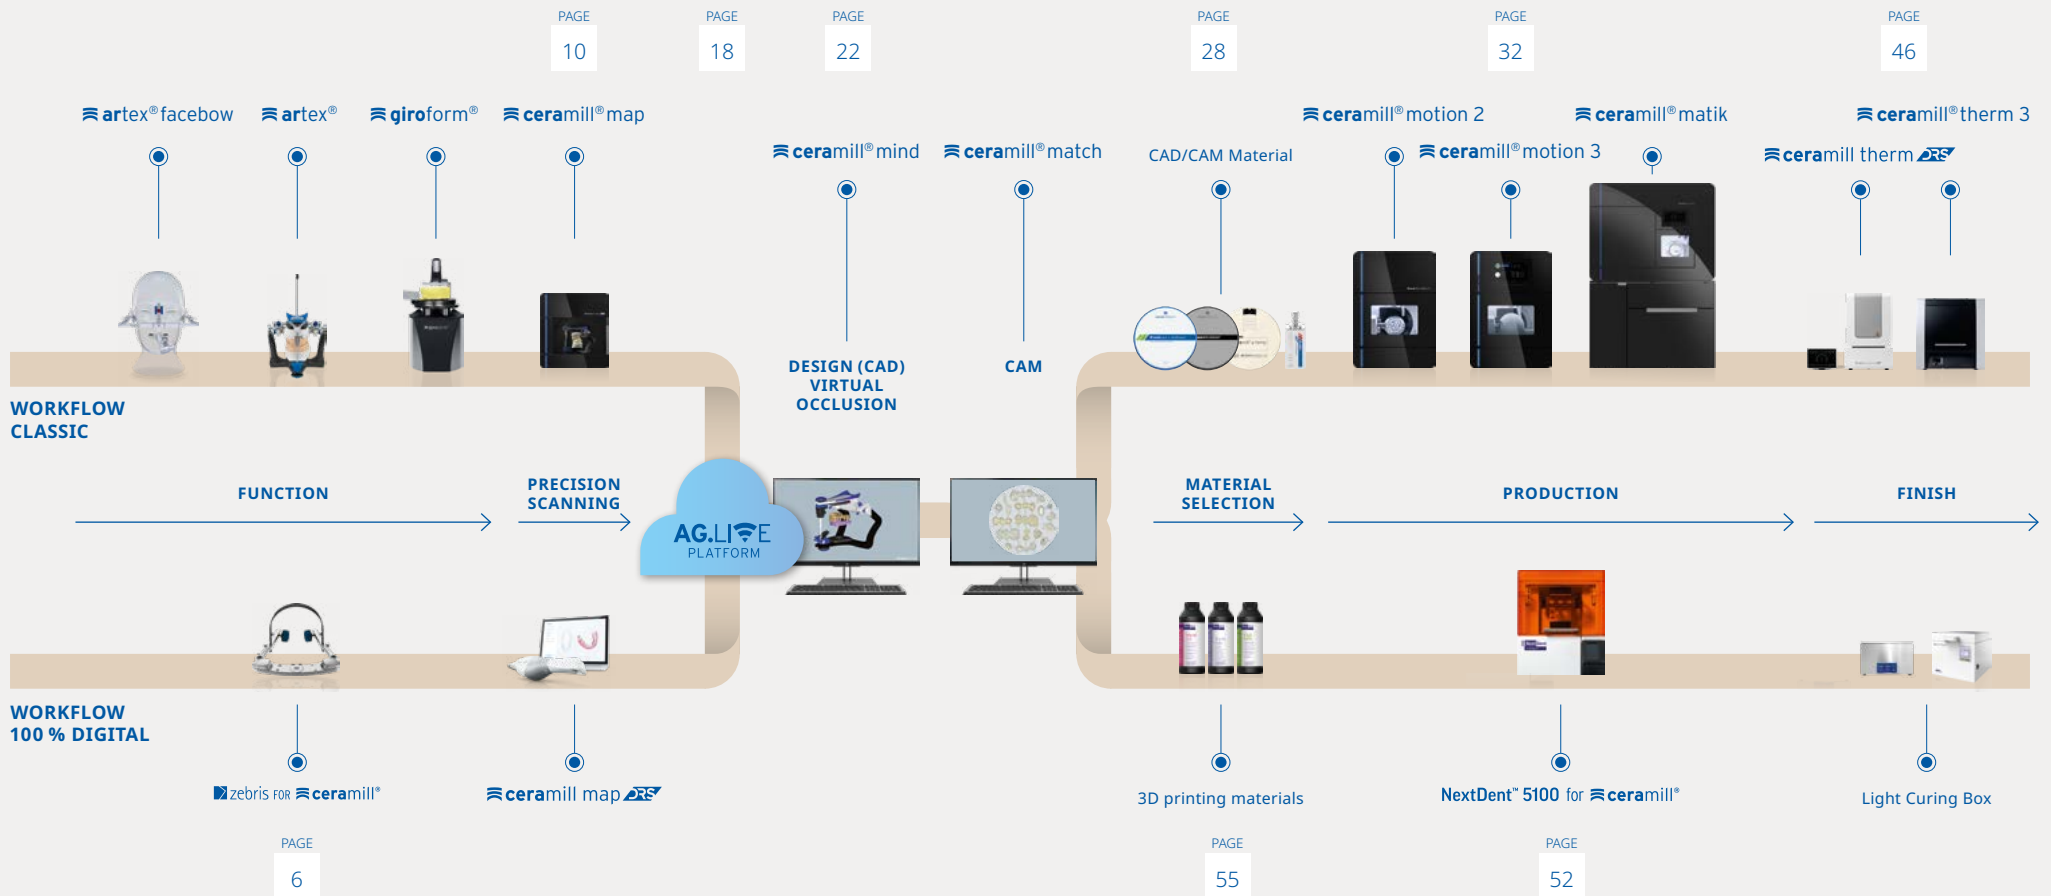 PAGE
10
PAGE
18
PAGE
22
PAGE
28
PAGE
32
PAGE
46
artex® facebow
artex®
giroform®
ceramill® map
ceramill® mind
ceramill® match
CAD/CAM Material
ceramill® motion 2
ceramill® motion 3
ceramill® matik
ceramill therm DRS
ceramill® therm 3
DESIGN (CAD)
VIRTUAL
OCCLUSION
CAM
WORKFLOW
CLASSIC
FUNCTION
PRECISION
SCANNING
AG.LIVE
PLATFORM
MATERIAL
SELECTION
PRODUCTION
FINISH
WORKFLOW
100 % DIGITAL
zebris FOR ceramill®
ceramill map DRS
3D printing materials
NextDent™ 5100 for ceramill®
Light Curing Box
PAGE
6
PAGE
55
PAGE
52